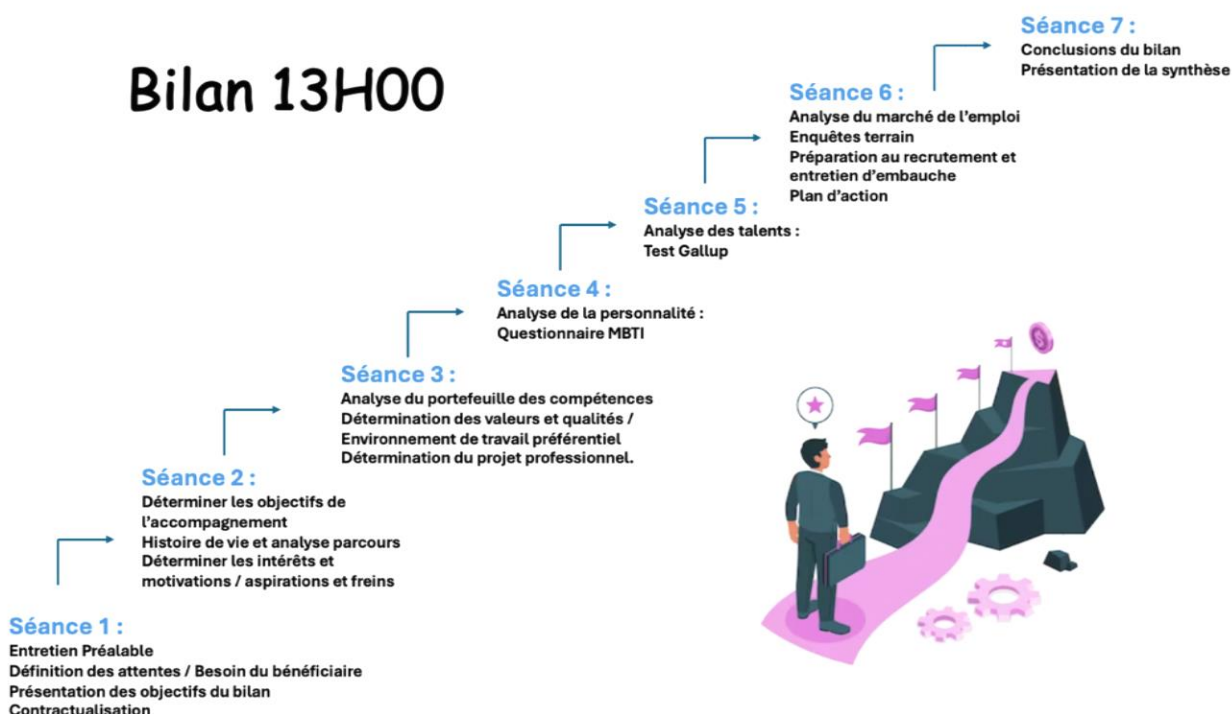 Bilan 13H00
Séance 1 :
Entretien Préalable
Définition des attentes / Besoin du bénéficiaire
Présentation des objectifs du bilan
Contractualisation
Séance 2 :
Déterminer les objectifs de
l'accompagnement
Histoire de vie et analyse parcours
Déterminer les intérêts et
motivations / aspirations et freins
Séance 3 :
Analyse du portefeuille des compétences
Détermination des valeurs et qualités /
Environnement de travail préférentiel
Détermination du projet professionnel.
Séance 4 :
Analyse de la personnalité :
Questionnaire MBTI
Séance 5 :
Analyse des talents :
Test Gallup
Séance 6 :
Analyse du marché de l'emploi
Enquêtes terrain
Préparation au recrutement et
entretien d'embauche
Plan d'action
Séance 7 :
Conclusions du bilan
Présentation de la synthèse